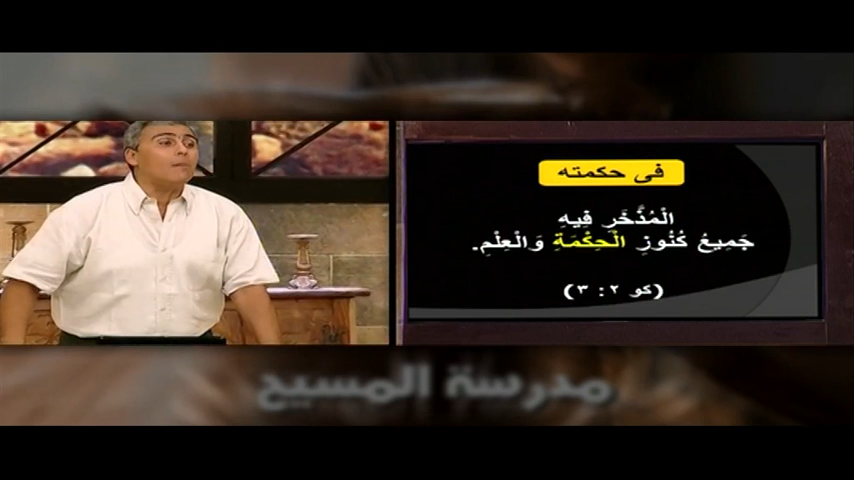 فى حكمته
الْمُذَّخَرِ فِيهِ
جَمِيعُ كُنُوزِ الْحِكْمَةِ وَالْعِلْمِ.
(كو ٢: ٣)
مدرسة المسيح